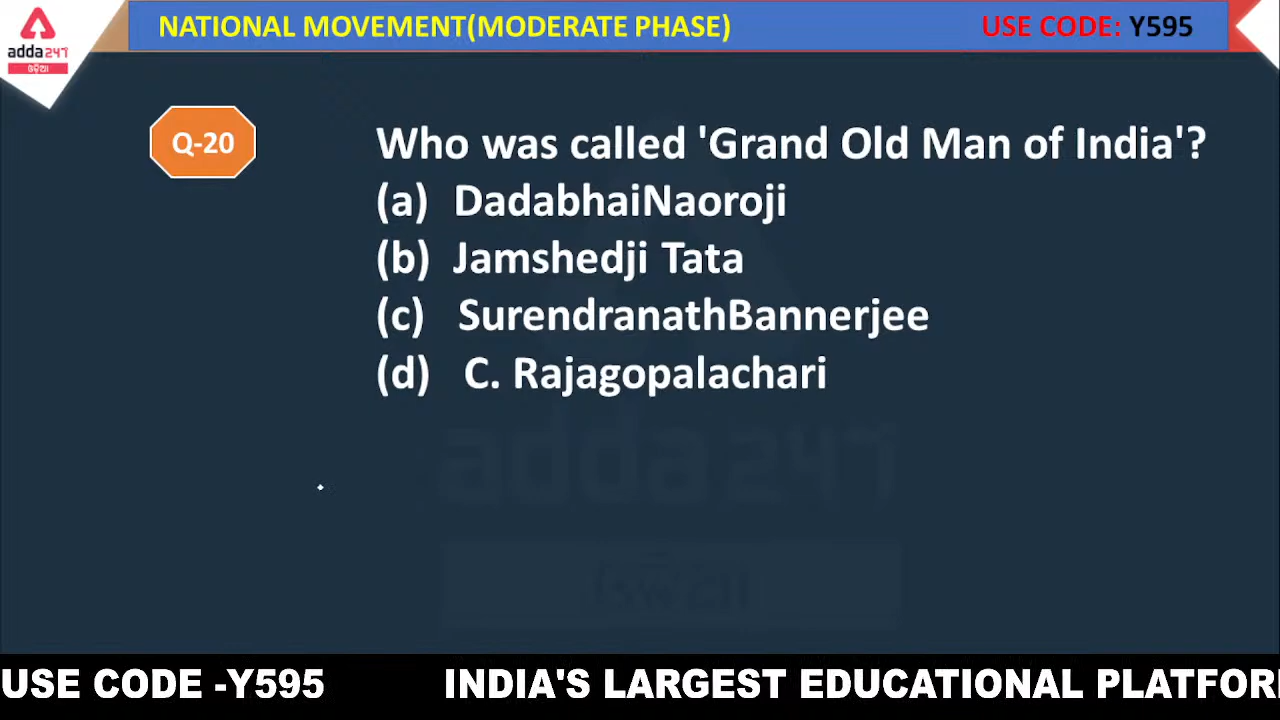 NATIONAL MOVEMENT(MODERATE PHASE)
USE CODE: Y595
adda247
ଓଡ଼ିଆ
Q-20
Who was called 'Grand Old Man of India'?
(a) DadabhaiNaoroji
(b) Jamshedji Tata
(c) SurendranathBannerjee
(d) C. Rajagopalachari
adda247
USE CODE -Y595 INDIA'S LARGEST EDUCATIONAL PLATFOR